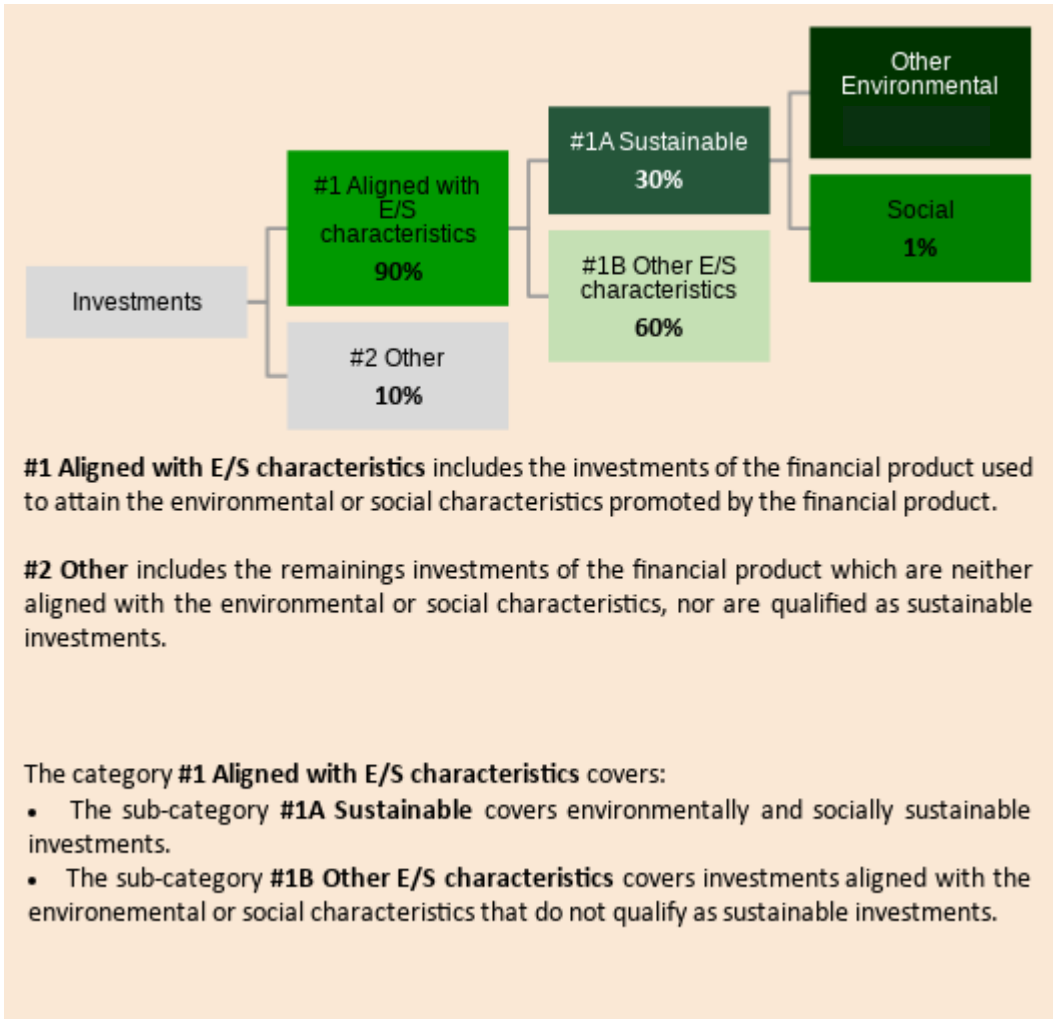 Other
Environmental
#1A Sustainable
30%
#1 Aligned with
E/S
characteristics
90%
Social
1%
#1B Other E/S
characteristics
60%
Investments
#2 Other
10%
#1 Aligned with E/S characteristics includes the investments of the financial product used
to attain the environmental or social characteristics promoted by the financial product.
#2 Other includes the remainings investments of the financial product which are neither
aligned with the environmental or social characteristics, nor are qualified as sustainable
investments.
The category #1 Aligned with E/S characteristics covers:
• The sub-category #1A Sustainable covers environmentally and socially sustainable
investments.
• The sub-category #1B Other E/S characteristics covers investments aligned with the
environemental or social characteristics that do not qualify as sustainable investments.